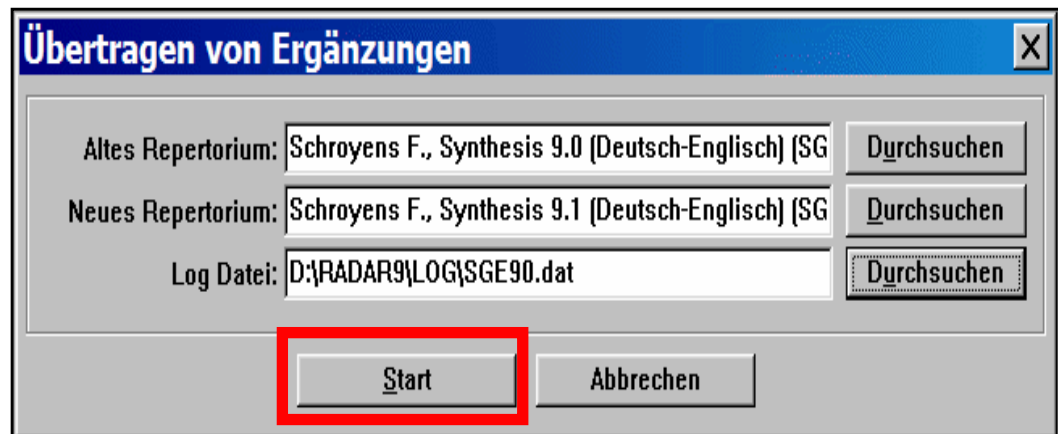 Übertragen von Ergänzungen
Altes Repertorium: Schroyens F., Synthesis 9.0 (Deutsch-Englisch) (SG Durchsuchen
Neues Repertorium: Schroyens F., Synthesis 9.1 (Deutsch-Englisch) (SG Durchsuchen
Log Datei: D:\RADAR9\LOG\SGE90.dat Durchsuchen
Start Abbrechen